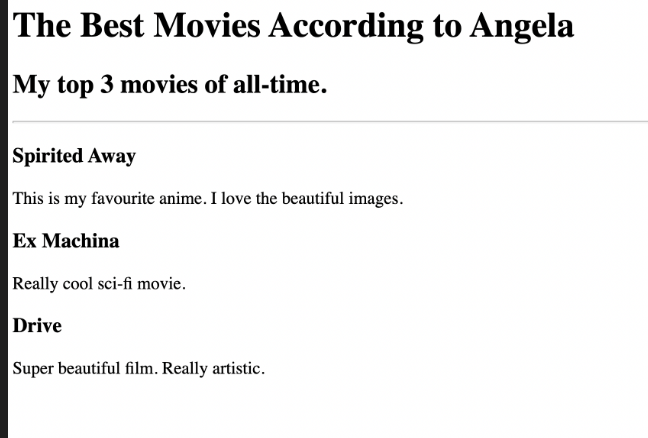 The Best Movies According to Angela
My top 3 movies of all-time.
Spirited Away
This is my favourite anime. I love the beautiful images.
Ex Machina
Really cool sci-fi movie.
Drive
Super beautiful film. Really artistic.